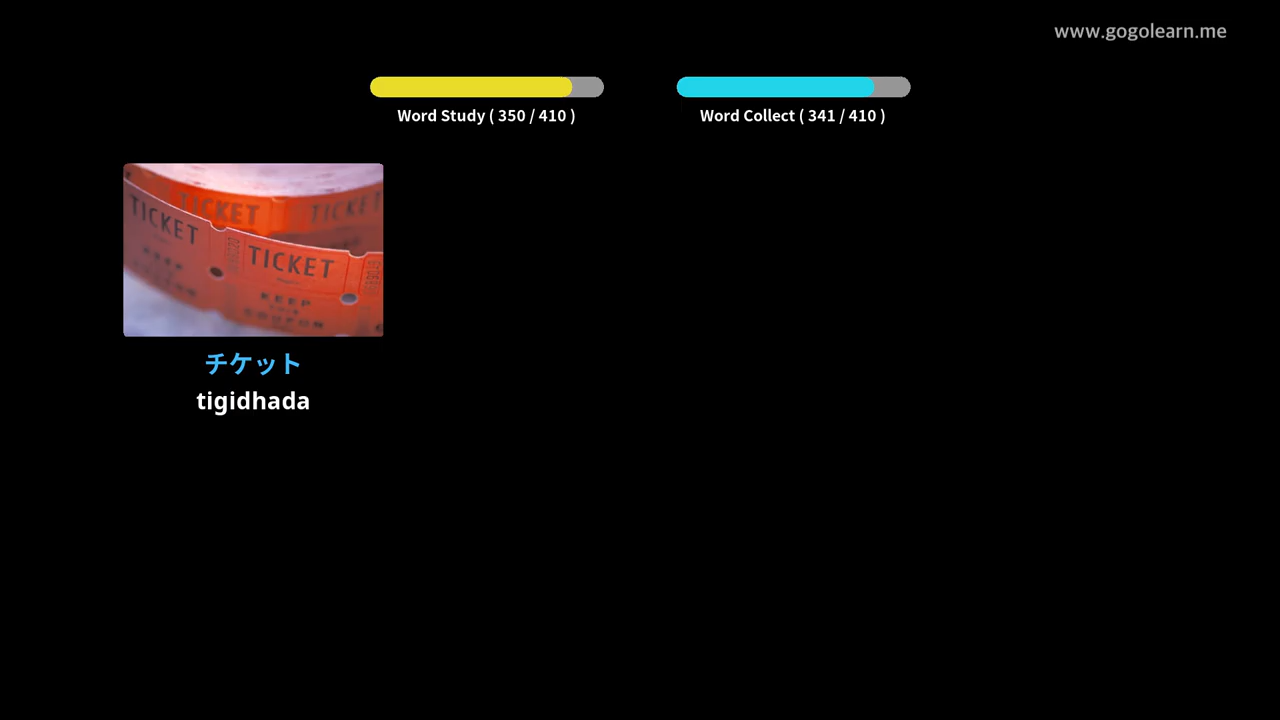 www.gogolearn.me
Word Study ( 350 / 410 )
Word Collect ( 341 / 410 )
TICKET
TICKET
TICKET
TICKET
KEEP
COUPON
チケット
tigidhada